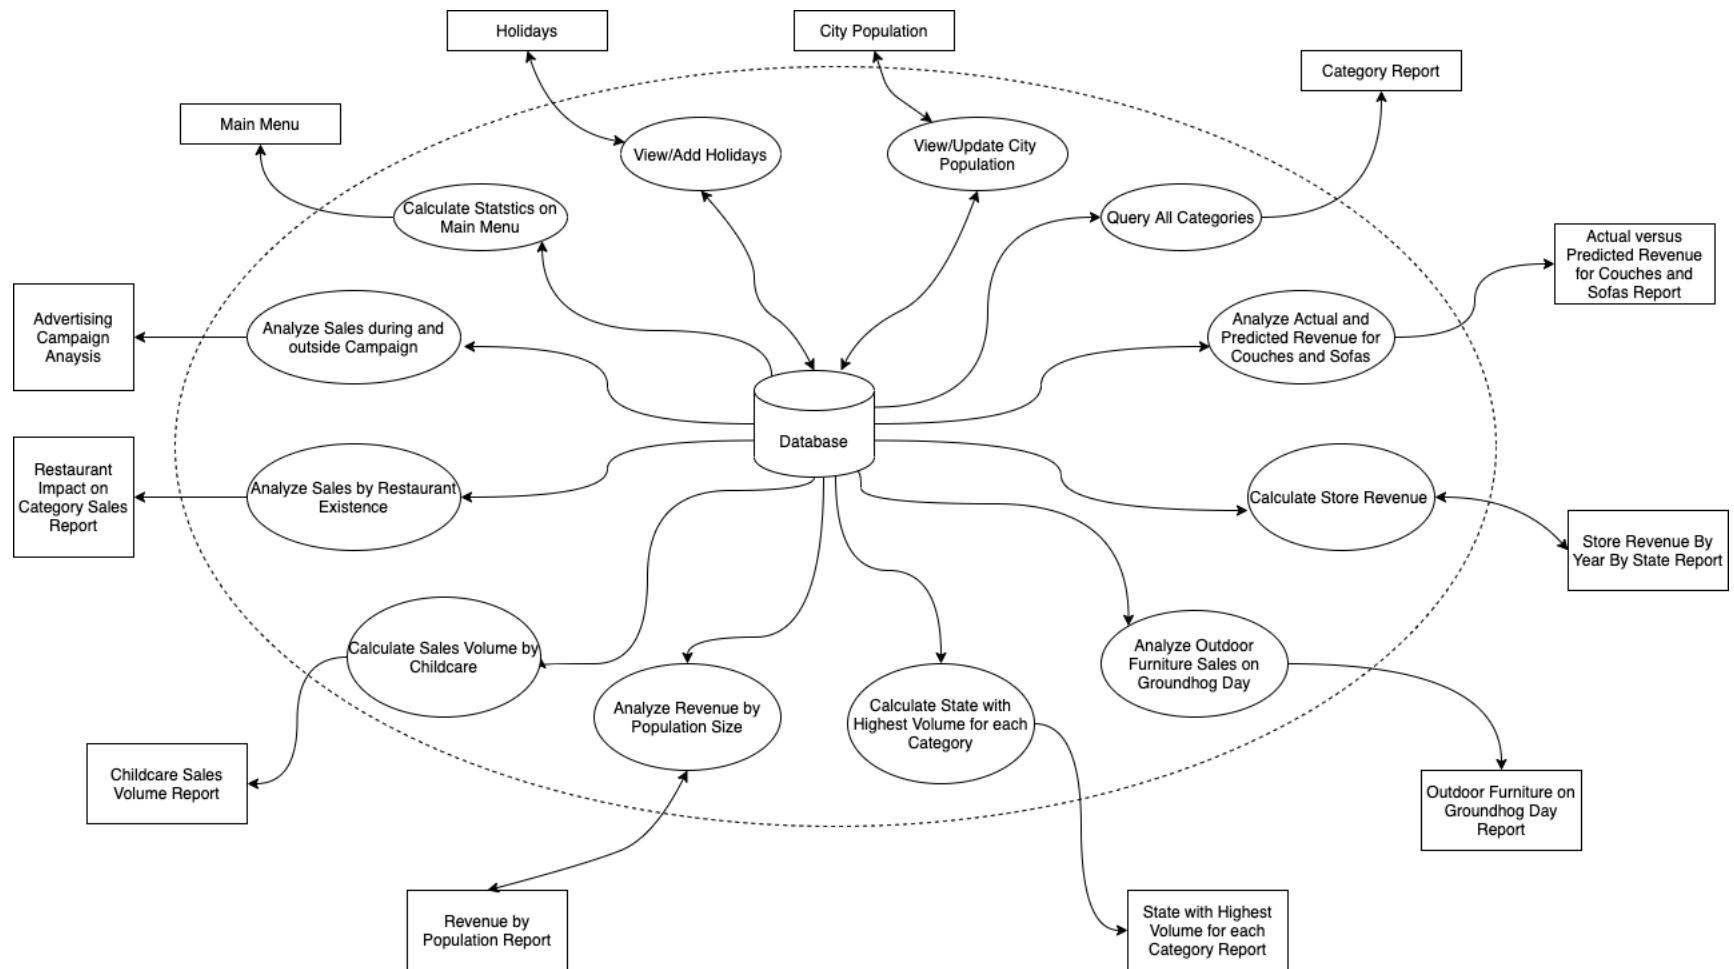 Holidays
City Population
Category Report
Main Menu
View/Add Holidays
View/Update City
Population
Calculate Statstics on
Main Menu
Query All Categories
Actual versus
Predicted Revenue
for Couches and
Sofas Report
Advertising
Campaign
Anaysis
Analyze Sales during and
outside Campaign
Analyze Actual and
Predicted Revenue for
Couches and Sofas
Database
Restaurant
Impact on
Category Sales
Report
Analyze Sales by Restaurant
Existence
Calculate Store Revenue
Store Revenue By
Year By State Report
Calculate Sales Volume by
Childcare
Analyze Revenue by
Population Size
Calculate State with
Highest Volume for each
Category
Analyze Outdoor
Furniture Sales on
Groundhog Day
Childcare Sales
Volume Report
Outdoor Furniture on
Groundhog Day
Report
Revenue by
Population Report
State with Highest
Volume for each
Category Report